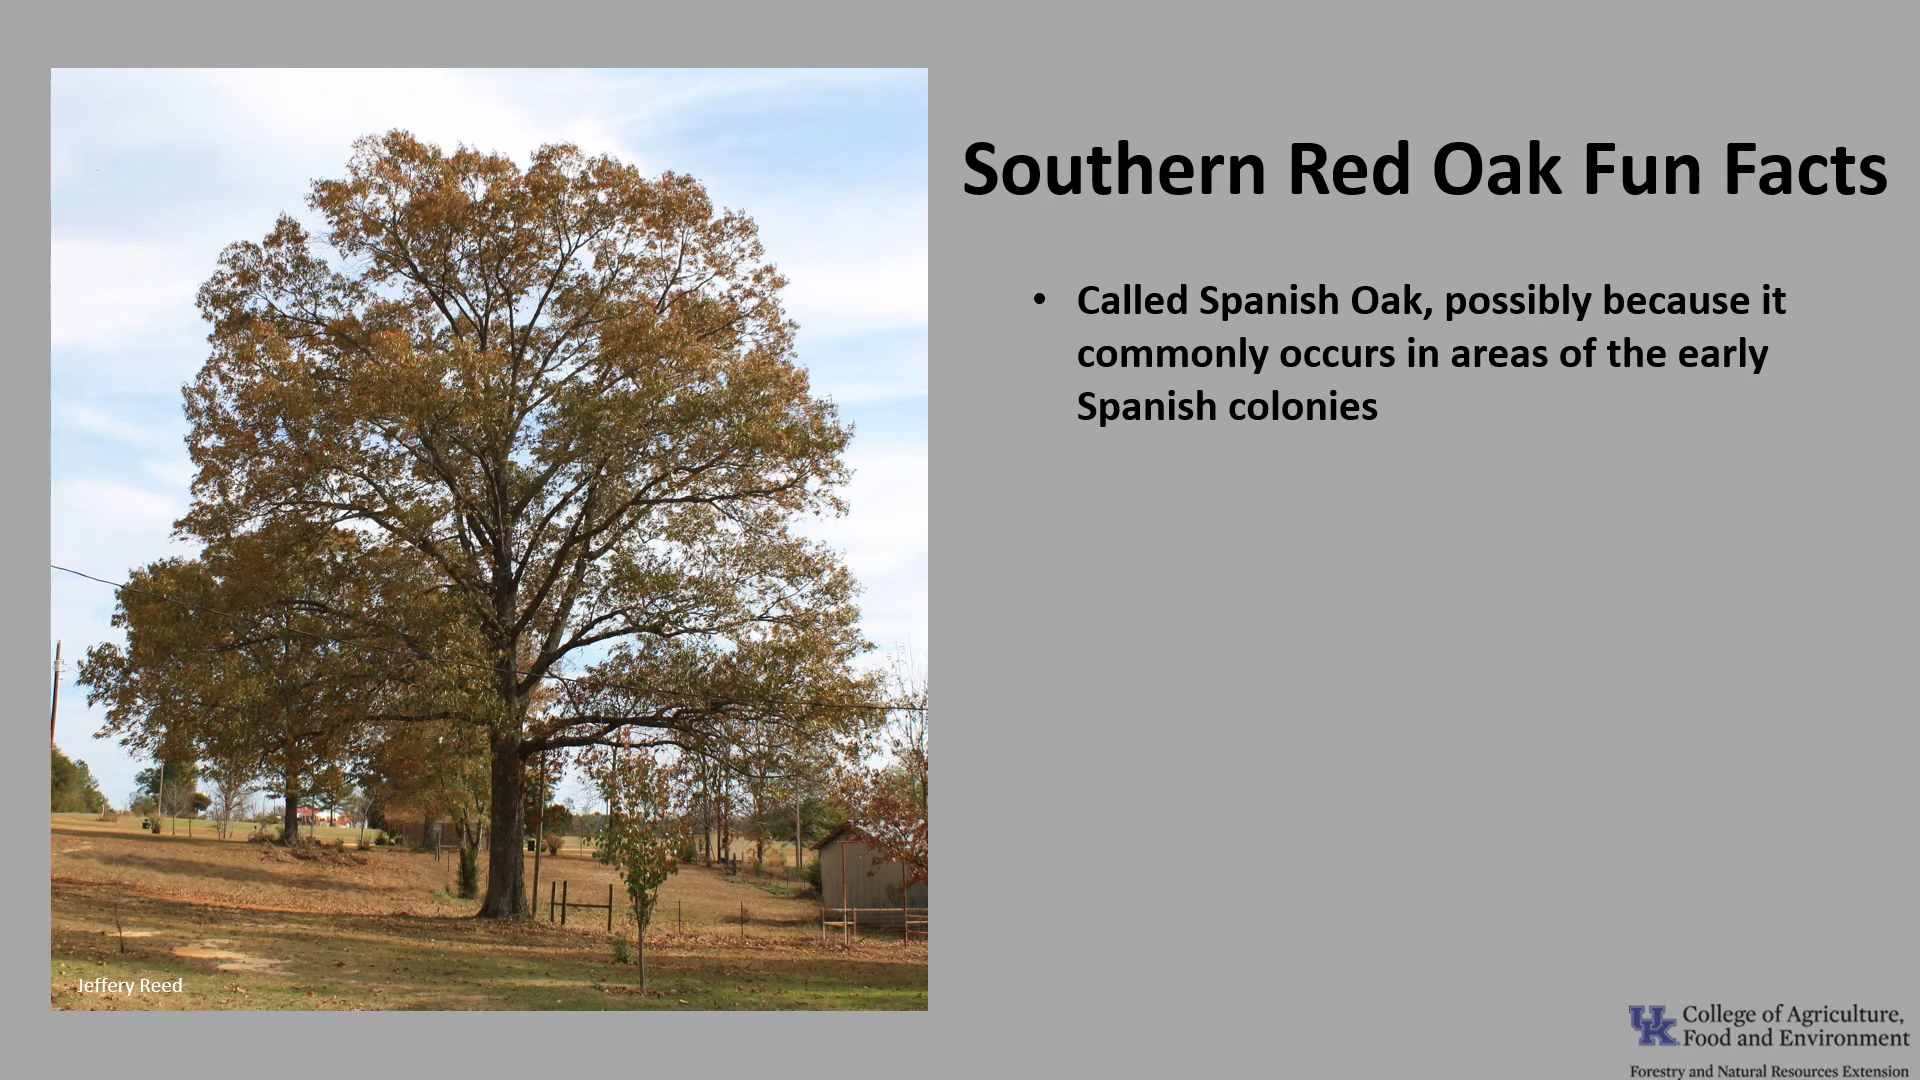 Southern Red Oak Fun Facts
• Called Spanish Oak, possibly because it
commonly occurs in areas of the early
Spanish colonies
Jeffery Reed
UK College of Agriculture,
Food and Environment
Forestry and Natural Resources Extension